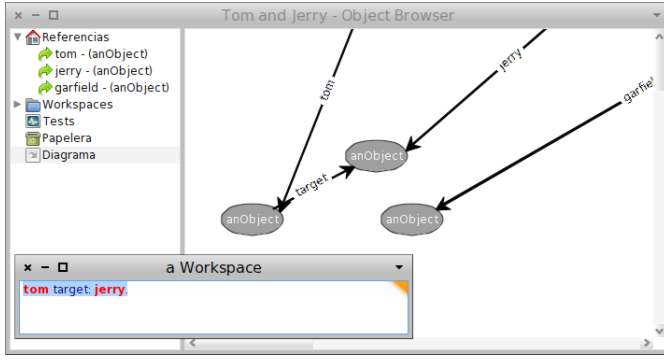 Tom and Jerry - Object Browser
Referencias
tom - (anObject)
jerry - (anObject)
garfield - (anObject)
Workspaces
Tests
Papelera
Diagrama
tom
jerry
garfiel
anObject
target
anObject
anObject
a Workspace
tom target: jerry.